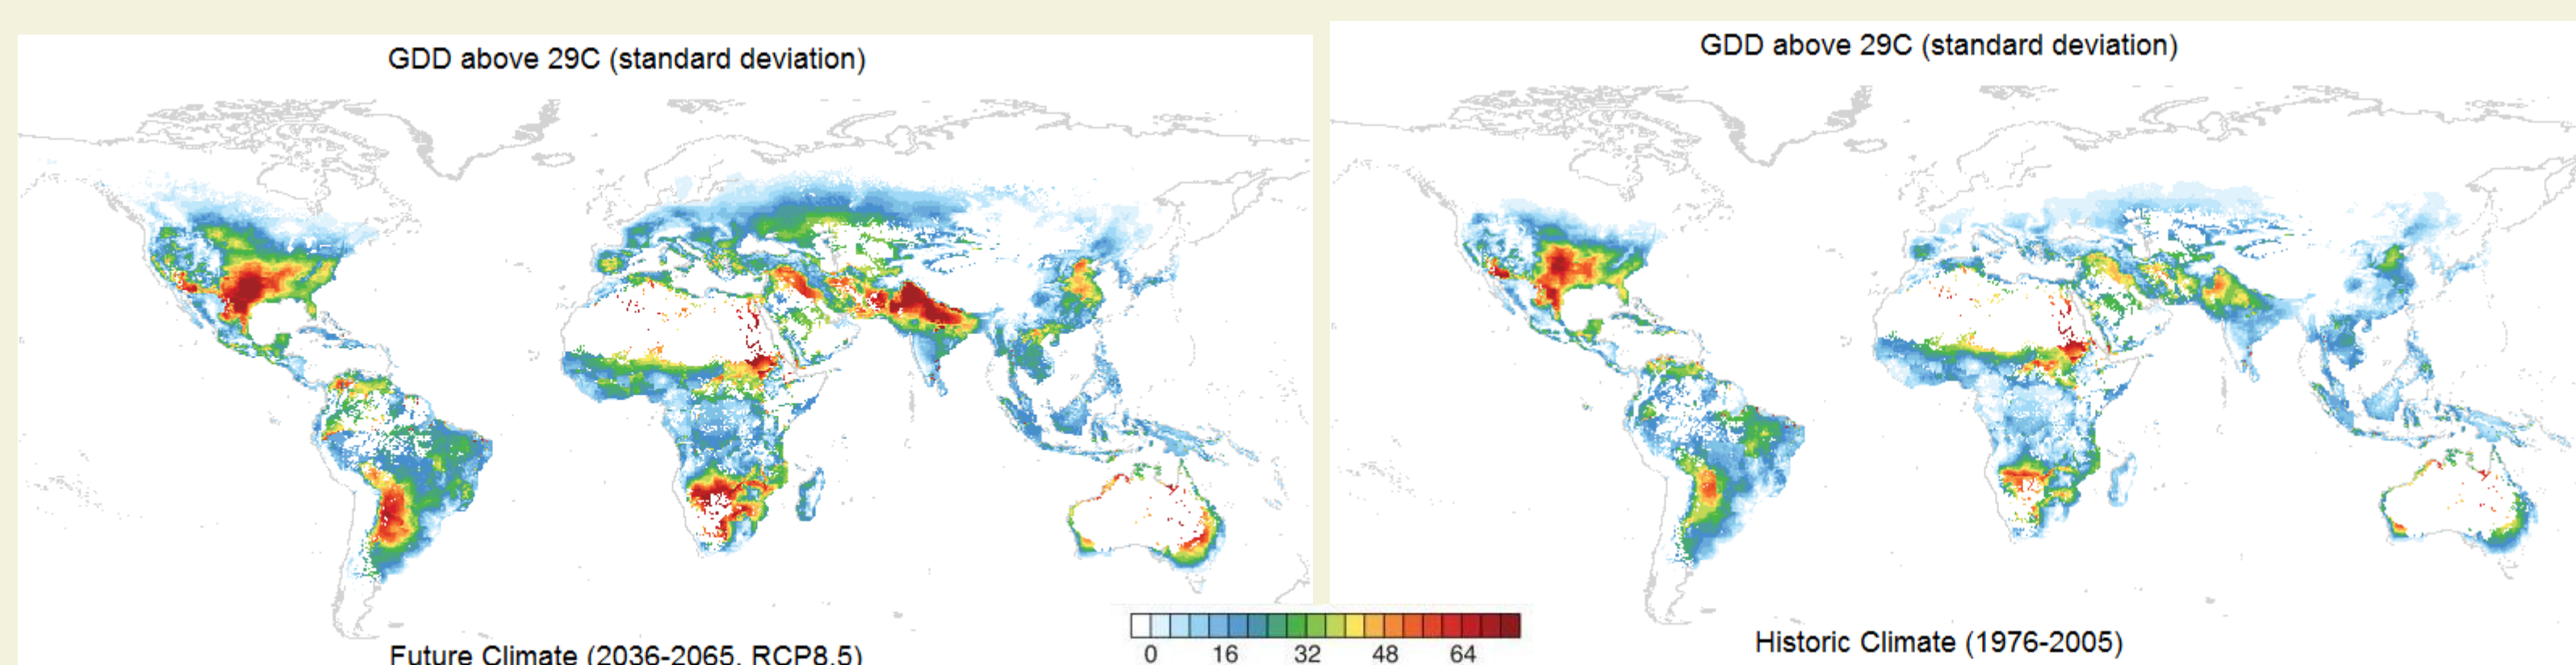 GDD above 29C (standard deviation)
GDD above 29C (standard deviation)
Future Climate (2036-2065, RCP8.5)
0 16 32 48 64
Historic Climate (1976-2005)